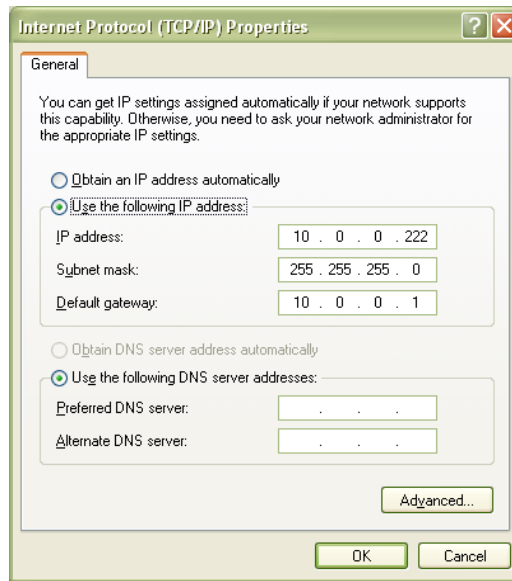 Internet Protocol (TCP/IP) Properties
General
You can get IP settings assigned automatically if your network supports
this capability. Otherwise, you need to ask your network administrator for
the appropriate IP settings.
Obtain an IP address automatically
Use the following IP address:
IP address: 10 . 0 . 0 . 222
Subnet mask: 255 . 255 . 255 . 0
Default gateway: 10 . 0 . 0 . 1
Obtain DNS server address automatically
Use the following DNS server addresses:
Preferred DNS server: . . .
Alternate DNS server: . . .
Advanced...
OK Cancel